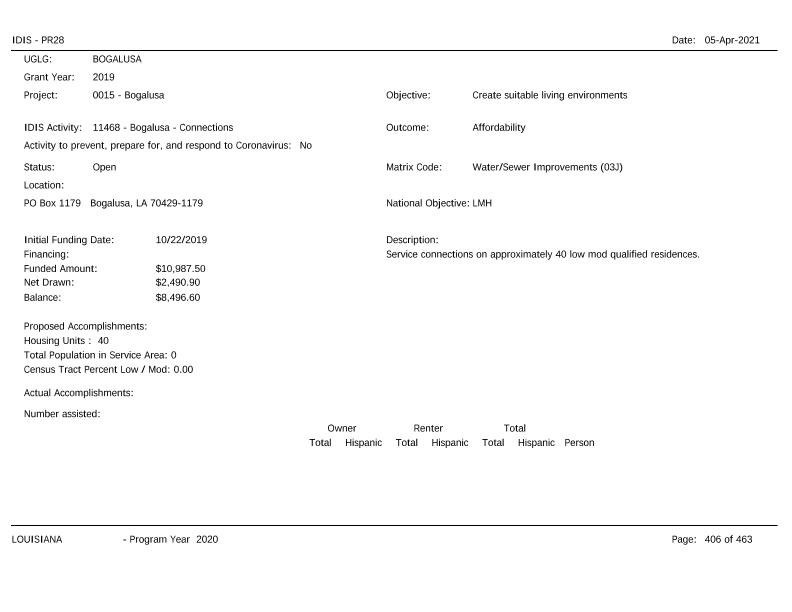 IDIS - PR28 Date: 05-Apr-2021
UGLG: BOGALUSA
Grant Year: 2019
Project: 0015 - Bogalusa Objective: Create suitable living environments
IDIS Activity: 11468 - Bogalusa - Connections Outcome: Affordability
Activity to prevent, prepare for, and respond to Coronavirus: No
Status: Open Matrix Code: Water/Sewer Improvements (03J)
Location:
PO Box 1179 Bogalusa, LA 70429-1179 National Objective: LMH
Initial Funding Date: 10/22/2019 Description:
Financing: Service connections on approximately 40 low mod qualified residences.
Funded Amount: $10,987.50
Net Drawn: $2,490.90
Balance: $8,496.60
Proposed Accomplishments:
Housing Units : 40
Total Population in Service Area: 0
Census Tract Percent Low / Mod: 0.00
Actual Accomplishments:
Number assisted:
Owner Renter Total
Total Hispanic Total Hispanic Total Hispanic Person
LOUISIANA - Program Year 2020 Page: 406 of 463